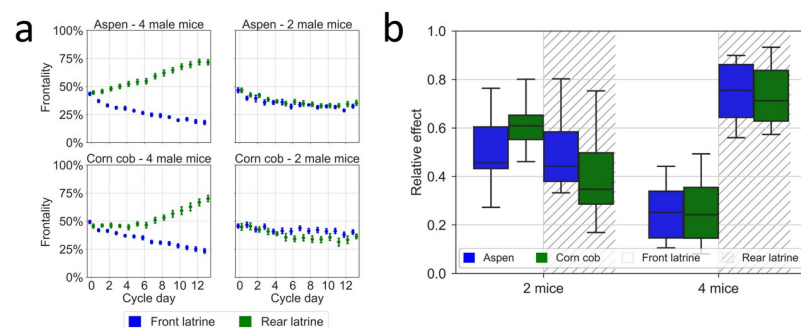 a
Aspen - 4 male mice
Aspen - 2 male mice
100%
75%
50%
25%
0%
Frontality
Corn cob - 4 male mice
Corn cob - 2 male mice
100%
75%
50%
25%
0%
Frontality
0 2 4 6 8 10 12
0 2 4 6 8 10 12
Cycle day
Cycle day
Front latrine
Rear latrine
b
1.0
0.8
0.6
0.4
0.2
0.0
Relative effect
Aspen
Corn cob
Front latrine
Rear latrine
2 mice
4 mice